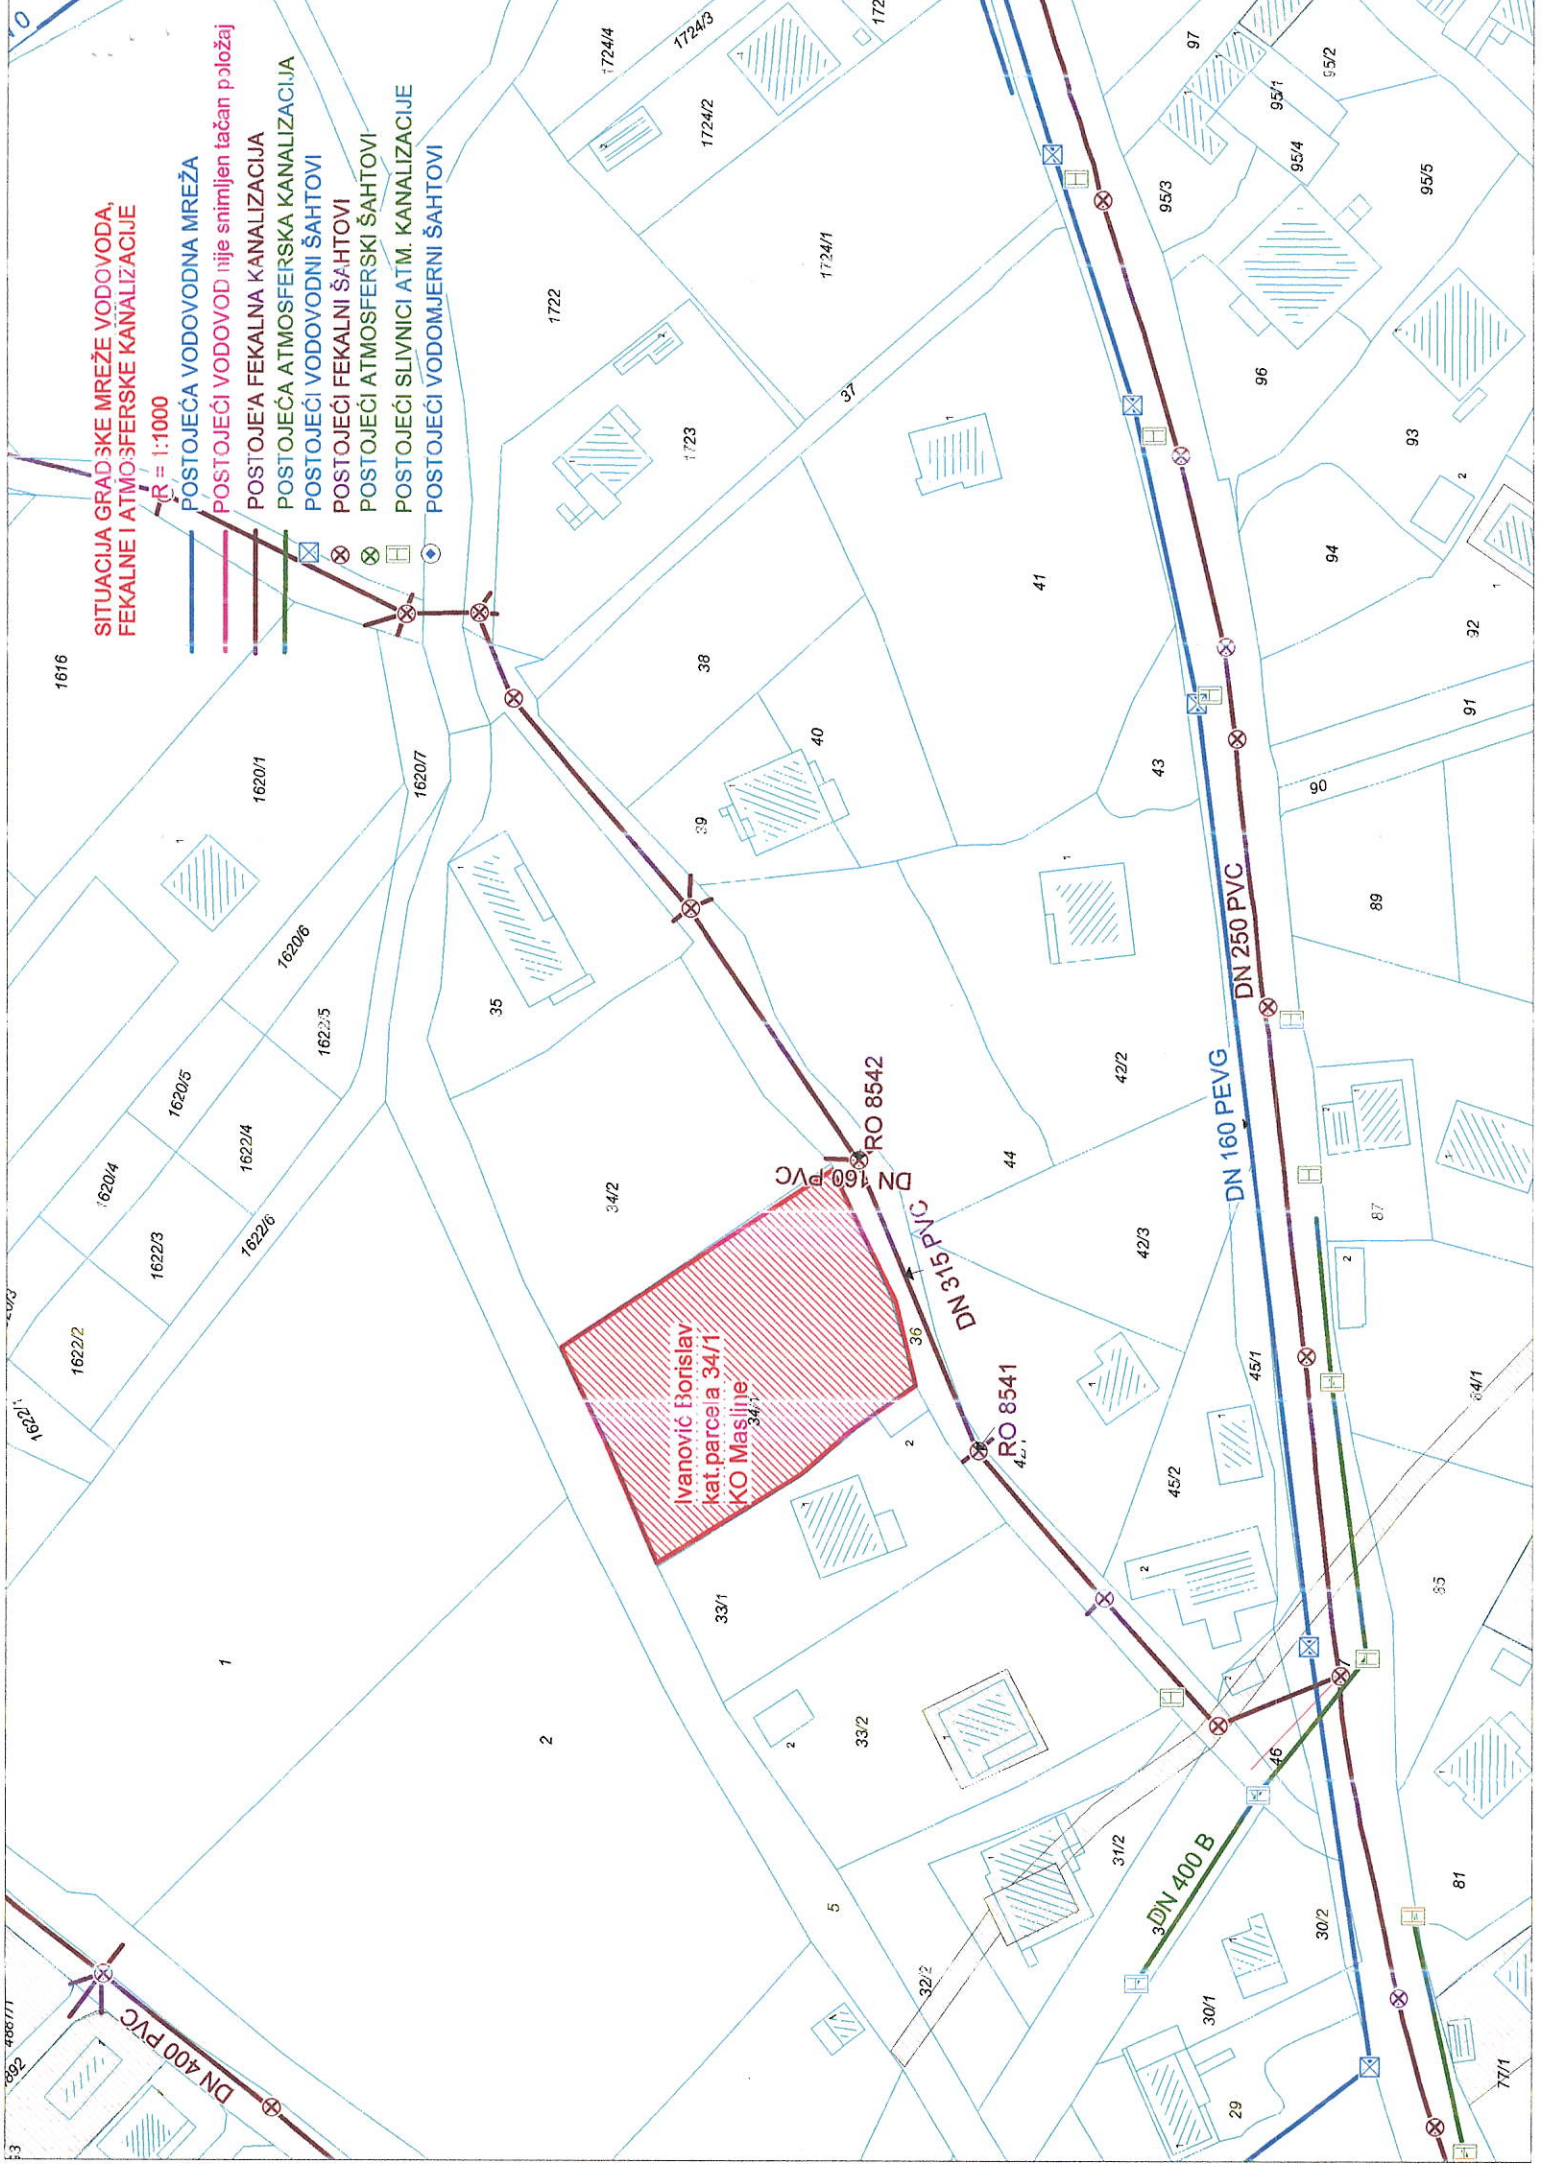 SITUACIJA GRADSKE MREŽE VODOVODA,
FEKALNE I ATMOSFERSKE KANALIZACIJE
R = 1:1000
POSTOJEĆA VODOVODNA MREŽA
POSTOJEĆI VODOVOD nije snimljen tačan položaj
POSTOJE'A FEKALNA KANALIZACIJA
POSTOJEĆA ATMOSFERSKA KANALIZACIJA
POSTOJEĆI VODOVODNI ŠAHTOVI
POSTOJEĆI FEKALNI ŠAHTOVI
POSTOJEĆI ATMOSFERSKI ŠAHTOVI
POSTOJEĆI SLIVNICI ATM. KANALIZACIJE
POSTOJEĆI VODOMJERNI ŠAHTOVI
Ivanović Borislav
kat.parcela 34/1
KO Masline
34/1
DN 160 PVC
RO 8542
DN 315 PVC
RO 8541
DN 250 PVC
DN 160 PEVG
DN 400 B
DN 400 PVC
1616
1620/1
1620/7
1620/6
1622/5
1620/5
1622/4
1620/4
1622/3
1622/6
1622/2
1724/4
1724/3
1724/2
1724/1
1722
1723
37
38
39
40
41
43
35
34/2
36
44
42/2
42/3
45/1
45/2
33/1
33/2
31/2
32/2
30/1
30/2
29
46
1
2
5
97
95/1
95/2
95/3
95/4
95/5
96
93
94
92
91
90
89
87
84/1
85
81
77/1